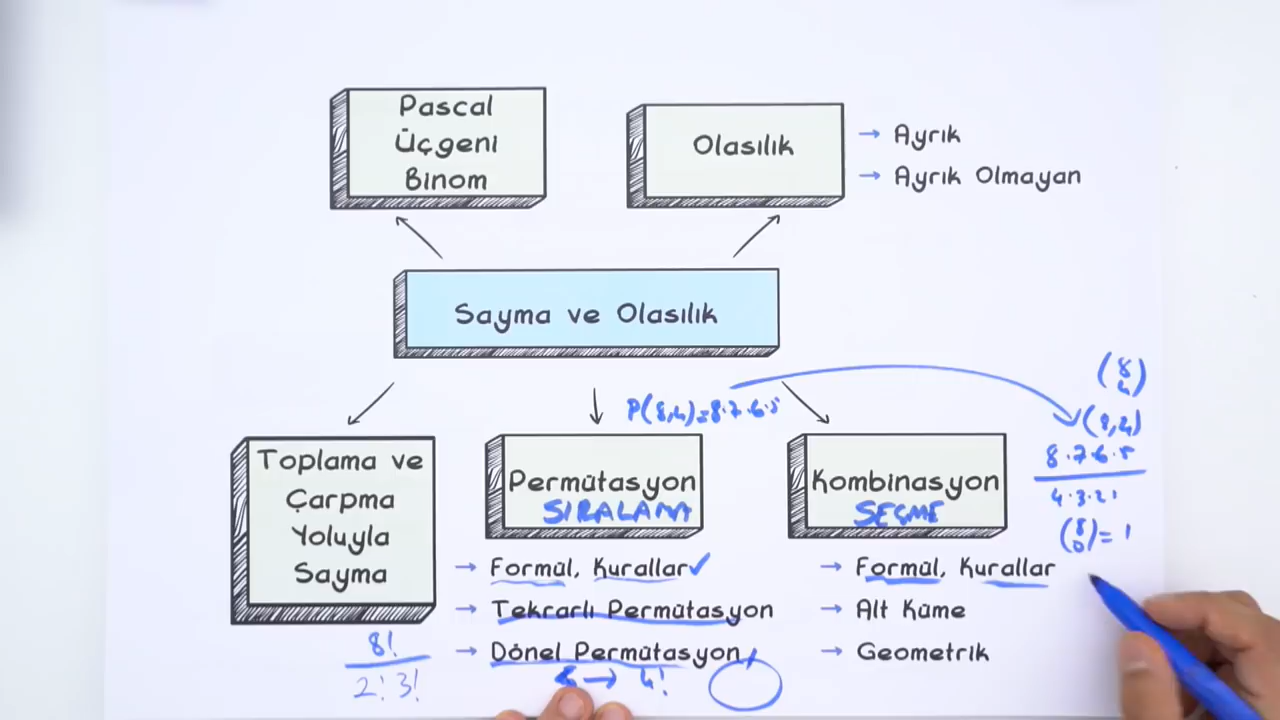 Pascal
Üçgeni
Binom
Olasılık
→ Ayrık
→ Ayrık Olmayan
Sayma ve Olasılık
P(8,4)=8·7·6·5
(8 4)
(8,4)
8·7·6·5
4·3·2·1
(8 0) = 1
Toplama ve
Çarpma
Yoluyla
Sayma
Permütasyon
SIRALAMA
→ Formül, Kurallar ✓
→ Tekrarlı Permütasyon
→ Dönel Permütasyon
→ 4!
8!
2! 3!
Kombinasyon
SEÇME
→ Formül, Kurallar
→ Alt Küme
→ Geometrik